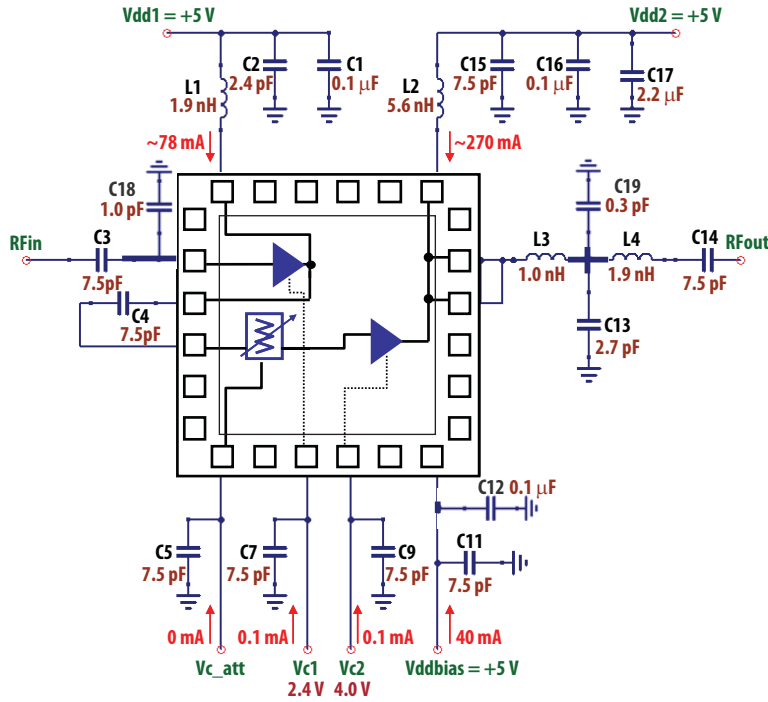 Vdd1 = +5 V
Vdd2 = +5 V
L1
1.9 nH
C2
2.4 pF
C1
0.1 μF
L2
5.6 nH
C15
7.5 pF
C16
0.1 μF
C17
2.2 μF
~78 mA
~270 mA
C18
1.0 pF
C19
0.3 pF
RFin
C3
7.5pF
L3
1.0 nH
L4
1.9 nH
C14
7.5 pF
RFout
C4
7.5pF
C13
2.7 pF
C12 0.1 μF
C5
7.5 pF
C7
7.5 pF
C9
7.5 pF
C11
7.5 pF
0 mA
0.1 mA
0.1 mA
40 mA
Vc_att
Vc1
2.4 V
Vc2
4.0 V
Vddbias = +5 V